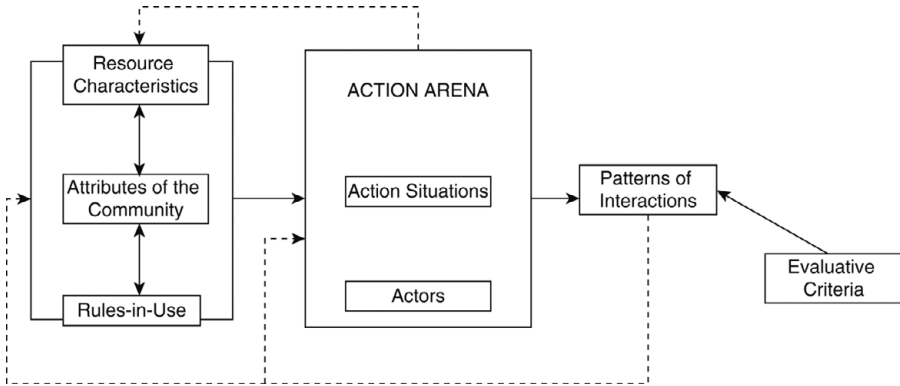 Resource
Characteristics
Attributes of the
Community
Rules-in-Use
ACTION ARENA
Action Situations
Actors
Patterns of
Interactions
Evaluative
Criteria